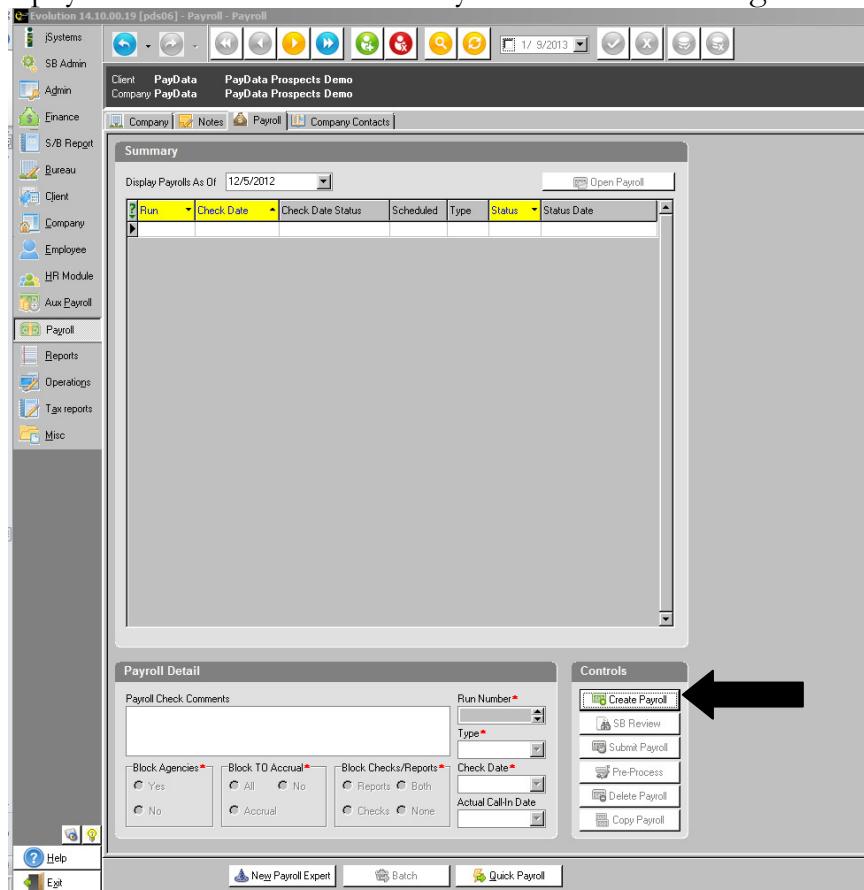 Evolution 14.10.00.19 [pds06] - Payroll - Payroll
iSystems
SB Admin
Admin
Finance
S/B Report
Bureau
Client
Company
Employee
HR Module
Aux Payroll
Payroll
Reports
Operations
Tax reports
Misc
Help
Exit
1/ 9/2013
Client PayData PayData Prospects Demo
Company PayData PayData Prospects Demo
Company Notes Payroll Company Contacts
Summary
Display Payrolls As Of 12/5/2012 Open Payroll
? Run Check Date Check Date Status Scheduled Type Status Status Date
Payroll Detail
Payroll Check Comments
Run Number*
Type*
Block Agencies*
Yes
No
Block TO Accrual*
All No
Accrual
Block Checks/Reports*
Reports Both
Checks None
Check Date*
Actual Call-In Date
Controls
Create Payroll
SB Review
Submit Payroll
Pre-Process
Delete Payroll
Copy Payroll
New Payroll Expert Batch Quick Payroll